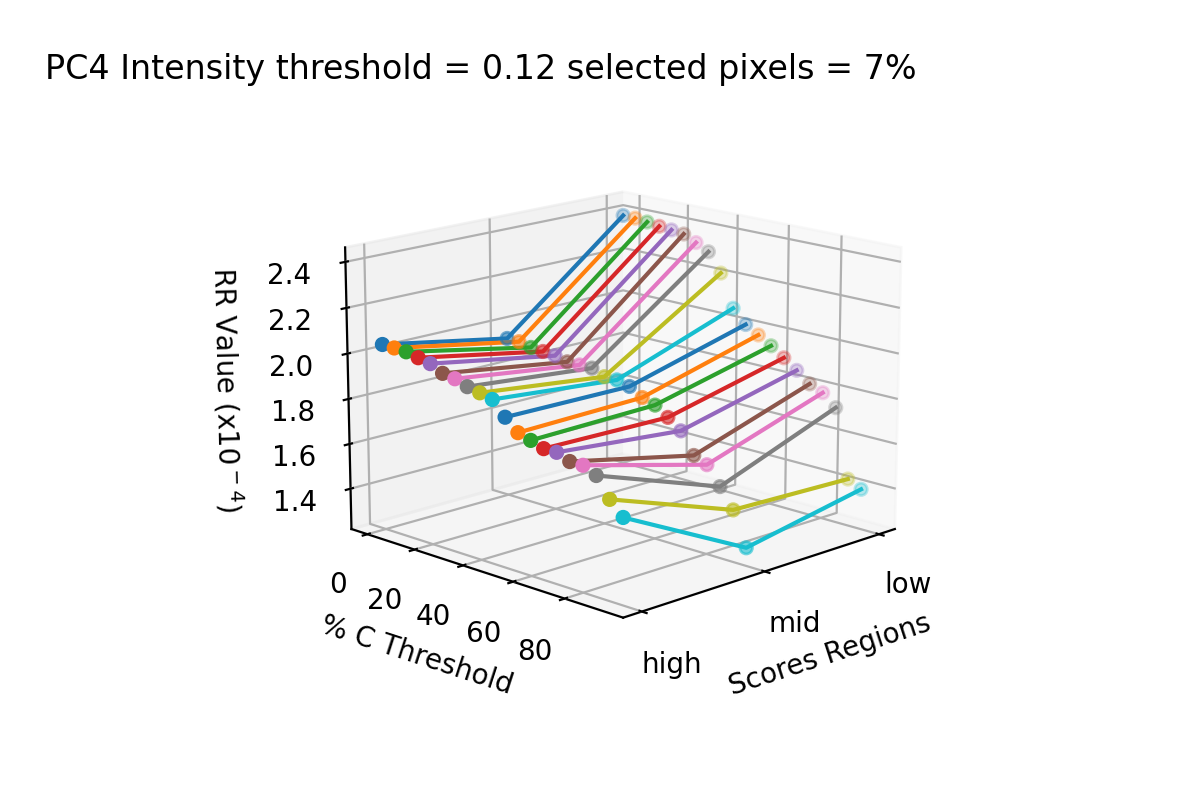 PC4 Intensity threshold = 0.12 selected pixels = 7%
RR Value (x10⁻⁴)
2.4
2.2
2.0
1.8
1.6
1.4
0
20
40
60
80
% C Threshold
high
mid
low
Scores Regions